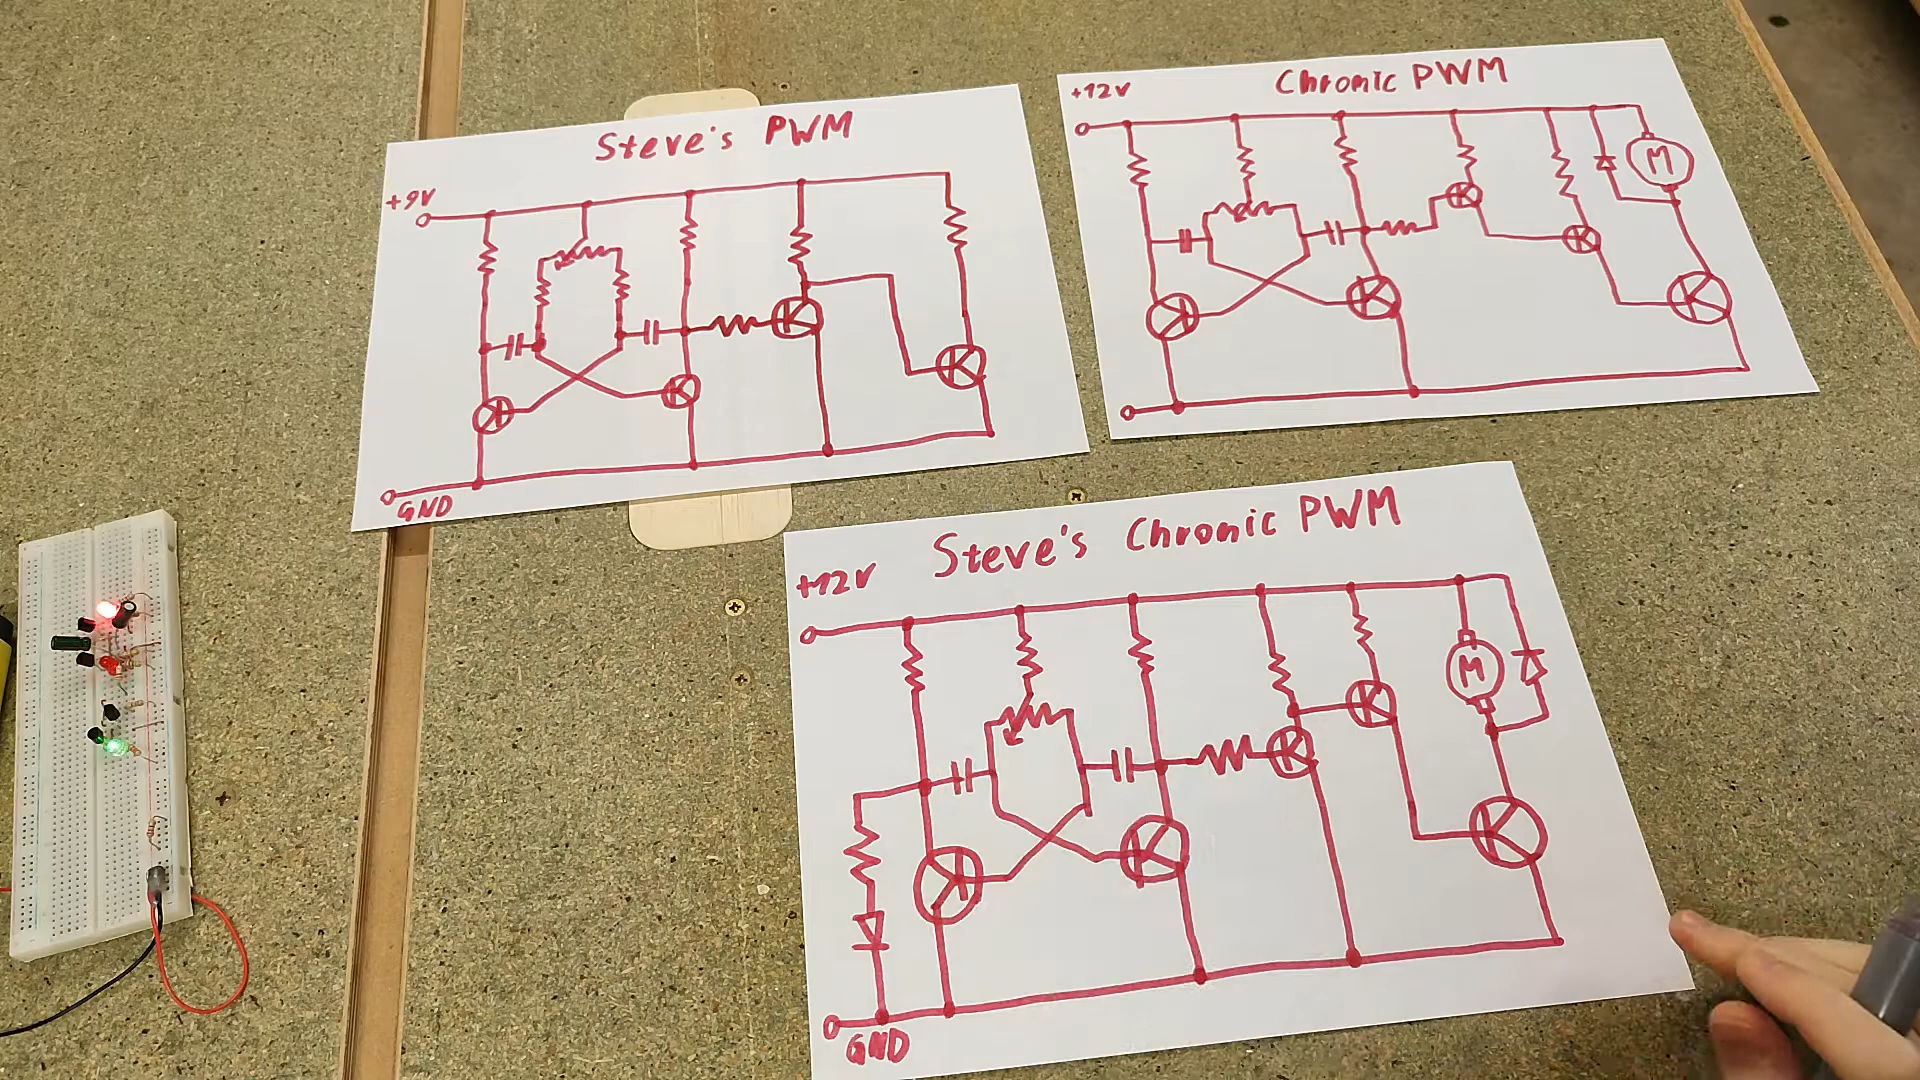 Steve's PWM
+9V
GND
Chronic PWM
+12V
M
Steve's Chronic PWM
+12V
M
GND